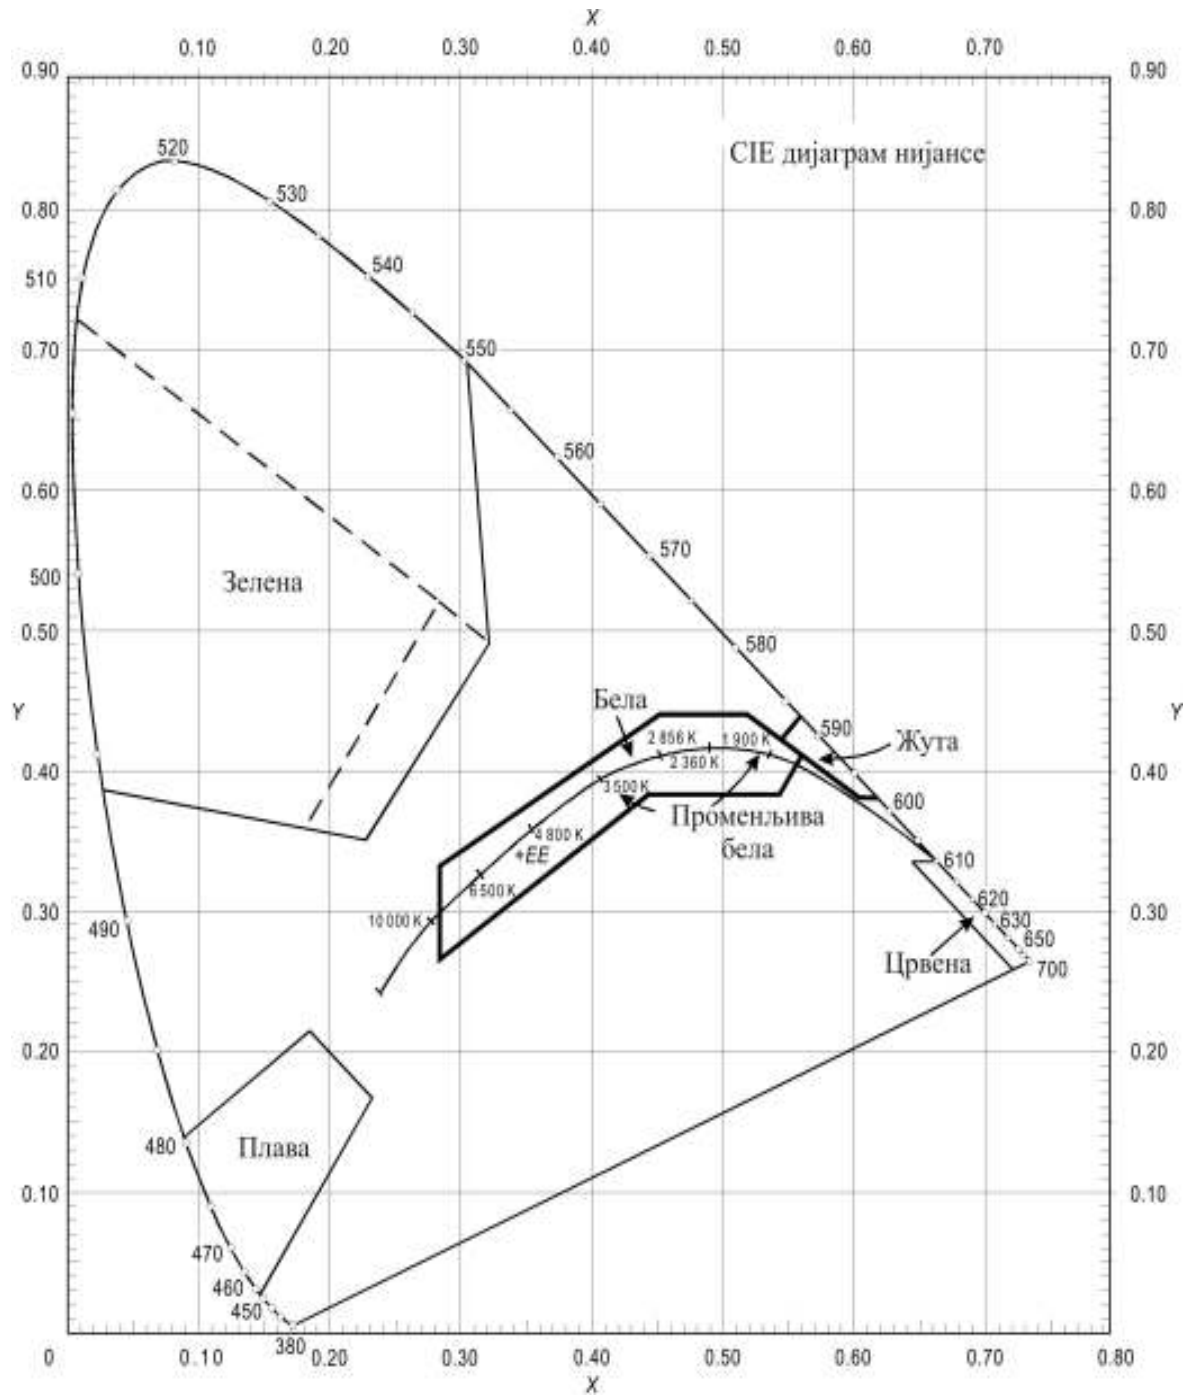 X
0.10 0.20 0.30 0.40 0.50 0.60 0.70
0.90 0.90
CIE дијаграм нијансе
520
530
0.80 0.80
540
510
550
0.70 0.70
560
0.60 0.60
570
500
Зелена
580
0.50 0.50
Бела
Y Y
590
2 856 K 1 900 K
Жута
2 360 K
0.40 0.40
3 500 K
600
Променљива
бела
4 800 K
+EE
610
6 500 K
620
10 000 K
0.30 0.30
630
490
650
Црвена
700
0.20 0.20
480
Плава
0.10 0.10
470
460
450
380
0 0.10 0.20 0.30 0.40 0.50 0.60 0.70 0.80
X